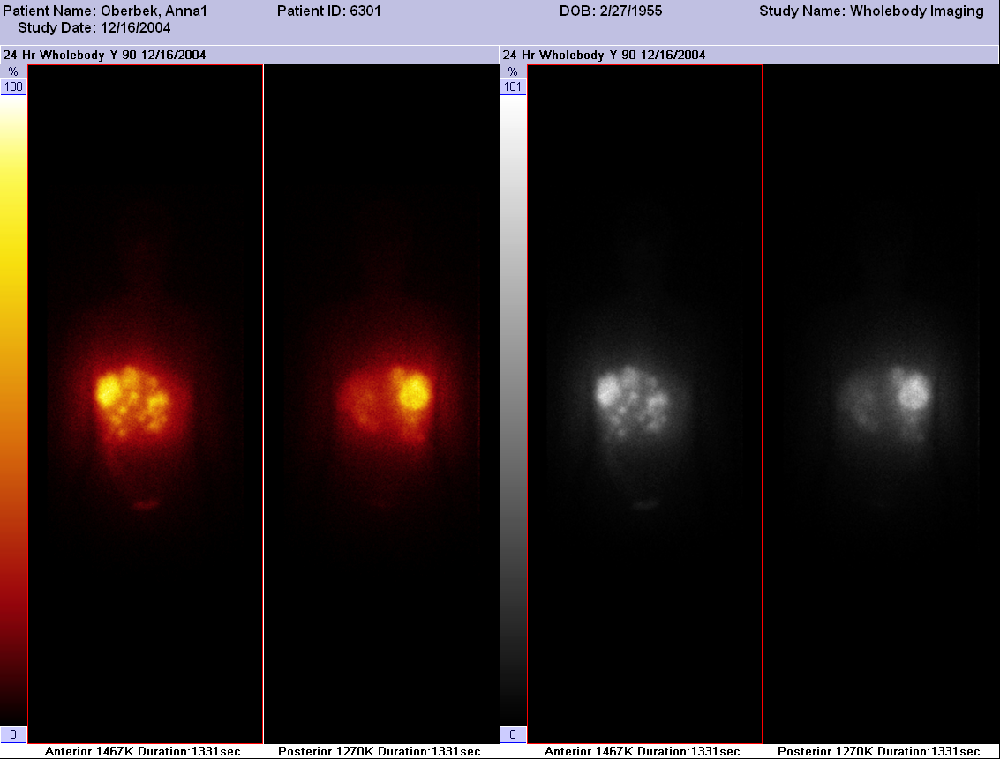 Patient Name: Oberbek, Anna1 Patient ID: 6301 DOB: 2/27/1955 Study Name: Wholebody Imaging
Study Date: 12/16/2004
24 Hr Wholebody Y-90 12/16/2004 24 Hr Wholebody Y-90 12/16/2004
% %
100 101
0 0
Anterior 1467K Duration:1331sec Posterior 1270K Duration:1331sec Anterior 1467K Duration:1331sec Posterior 1270K Duration:1331sec